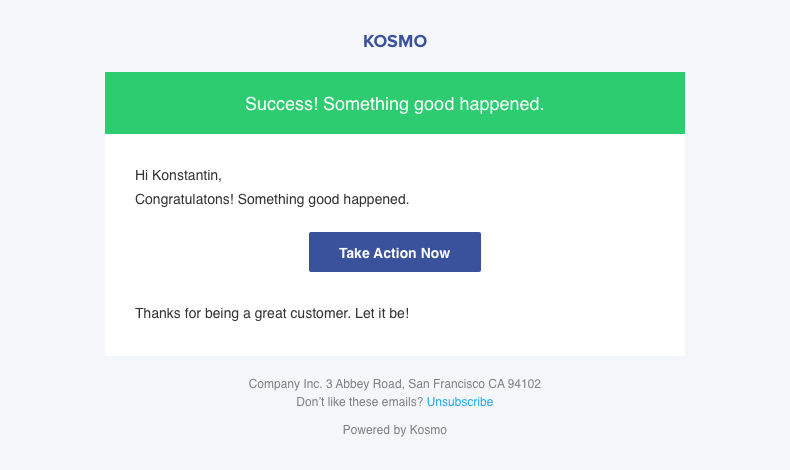 KOSMO
Success! Something good happened.
Hi Konstantin,
Congratulatons! Something good happened.
Take Action Now
Thanks for being a great customer. Let it be!
Company Inc. 3 Abbey Road, San Francisco CA 94102
Don’t like these emails? Unsubscribe
Powered by Kosmo